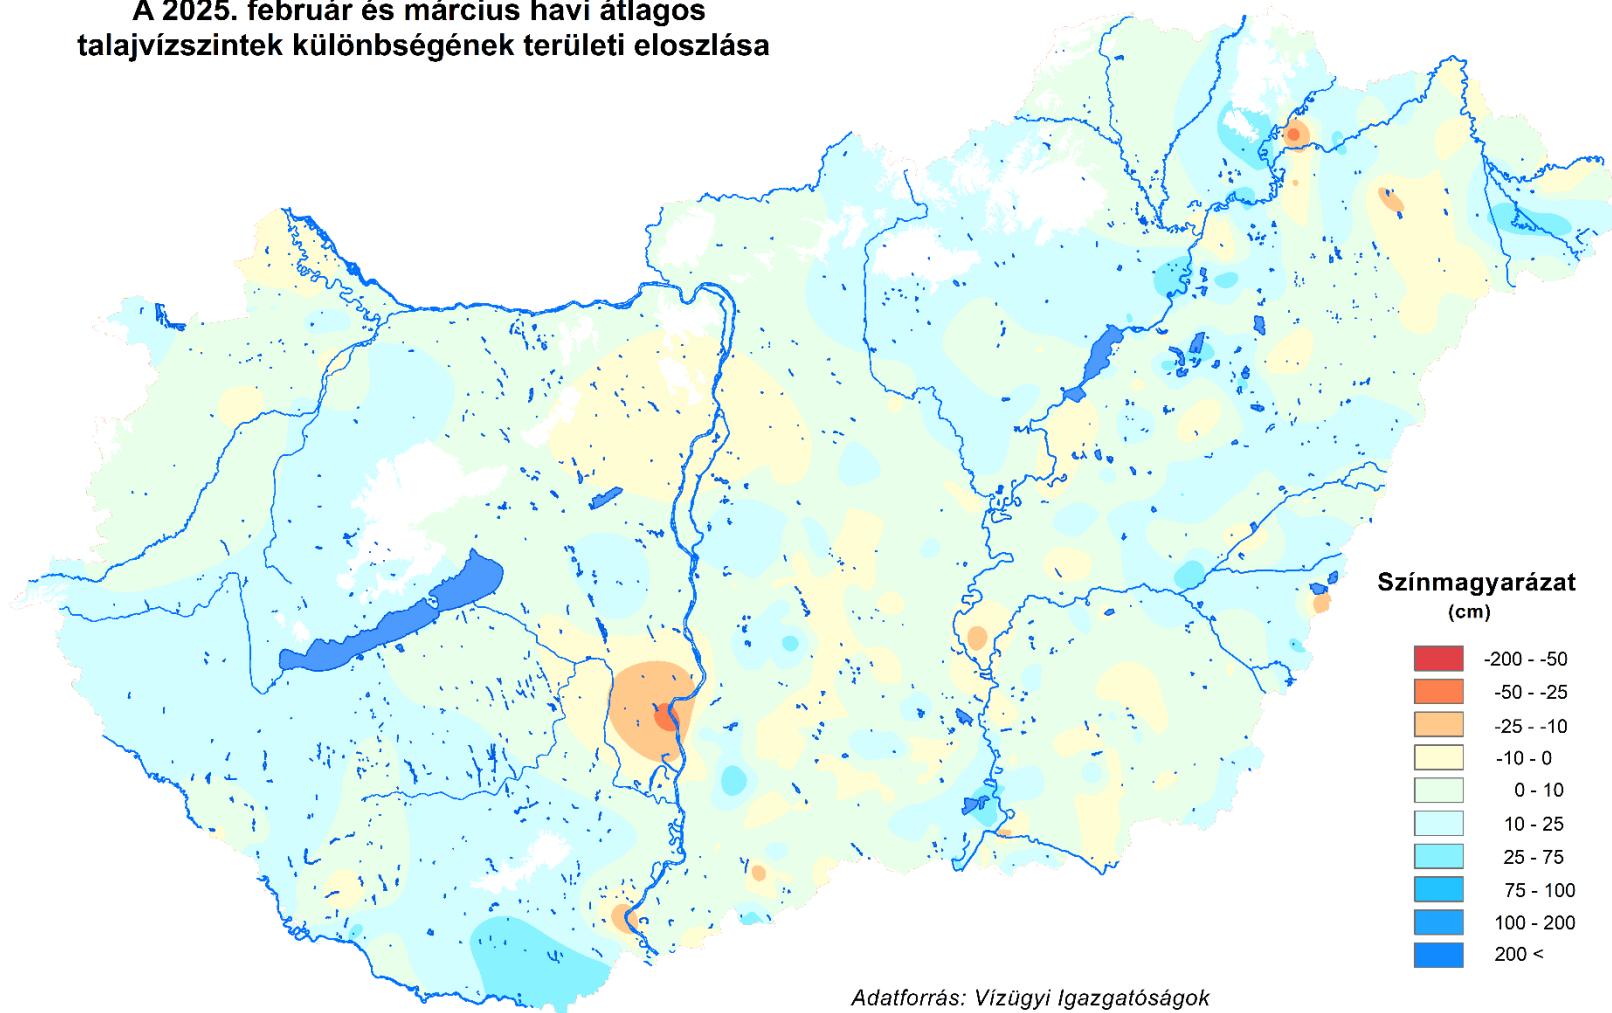 A 2025. február és március havi átlagos
talajvízszintek különbségének területi eloszlása
Színmagyarázat
(cm)
-200 - -50
-50 - -25
-25 - -10
-10 - 0
0 - 10
10 - 25
25 - 75
75 - 100
100 - 200
200 <
Adatforrás: Vízügyi Igazgatóságok